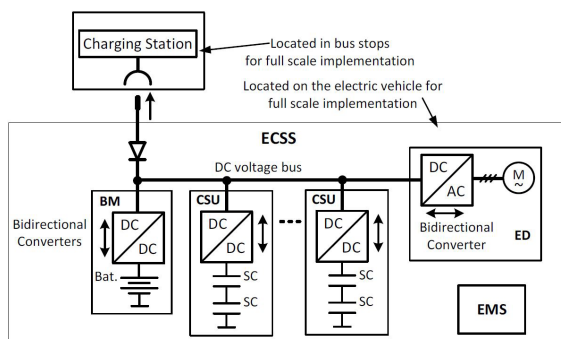 Charging Station
Located in bus stops
for full scale implementation
Located on the electric vehicle for
full scale implementation
ECSS
DC voltage bus
DC
AC
M
~
Bidirectional
Converter
ED
BM
DC
DC
Bat.
Bidirectional
Converters
CSU
DC
DC
SC
SC
CSU
DC
DC
SC
SC
EMS